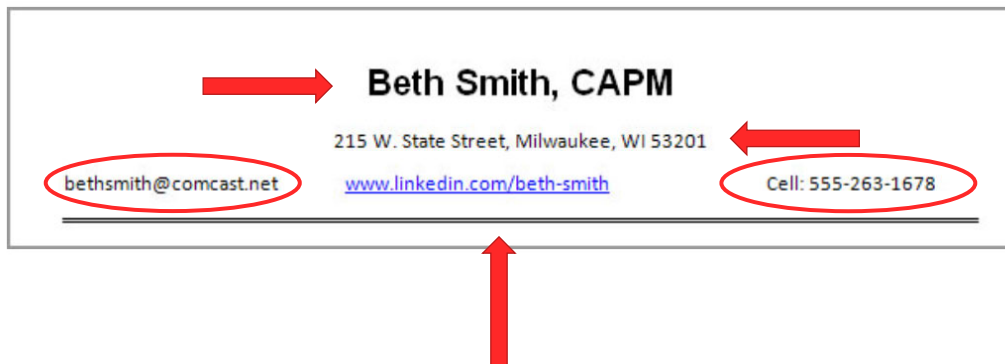 Beth Smith, CAPM
215 W. State Street, Milwaukee, WI 53201
bethsmith@comcast.net www.linkedin.com/beth-smith Cell: 555-263-1678